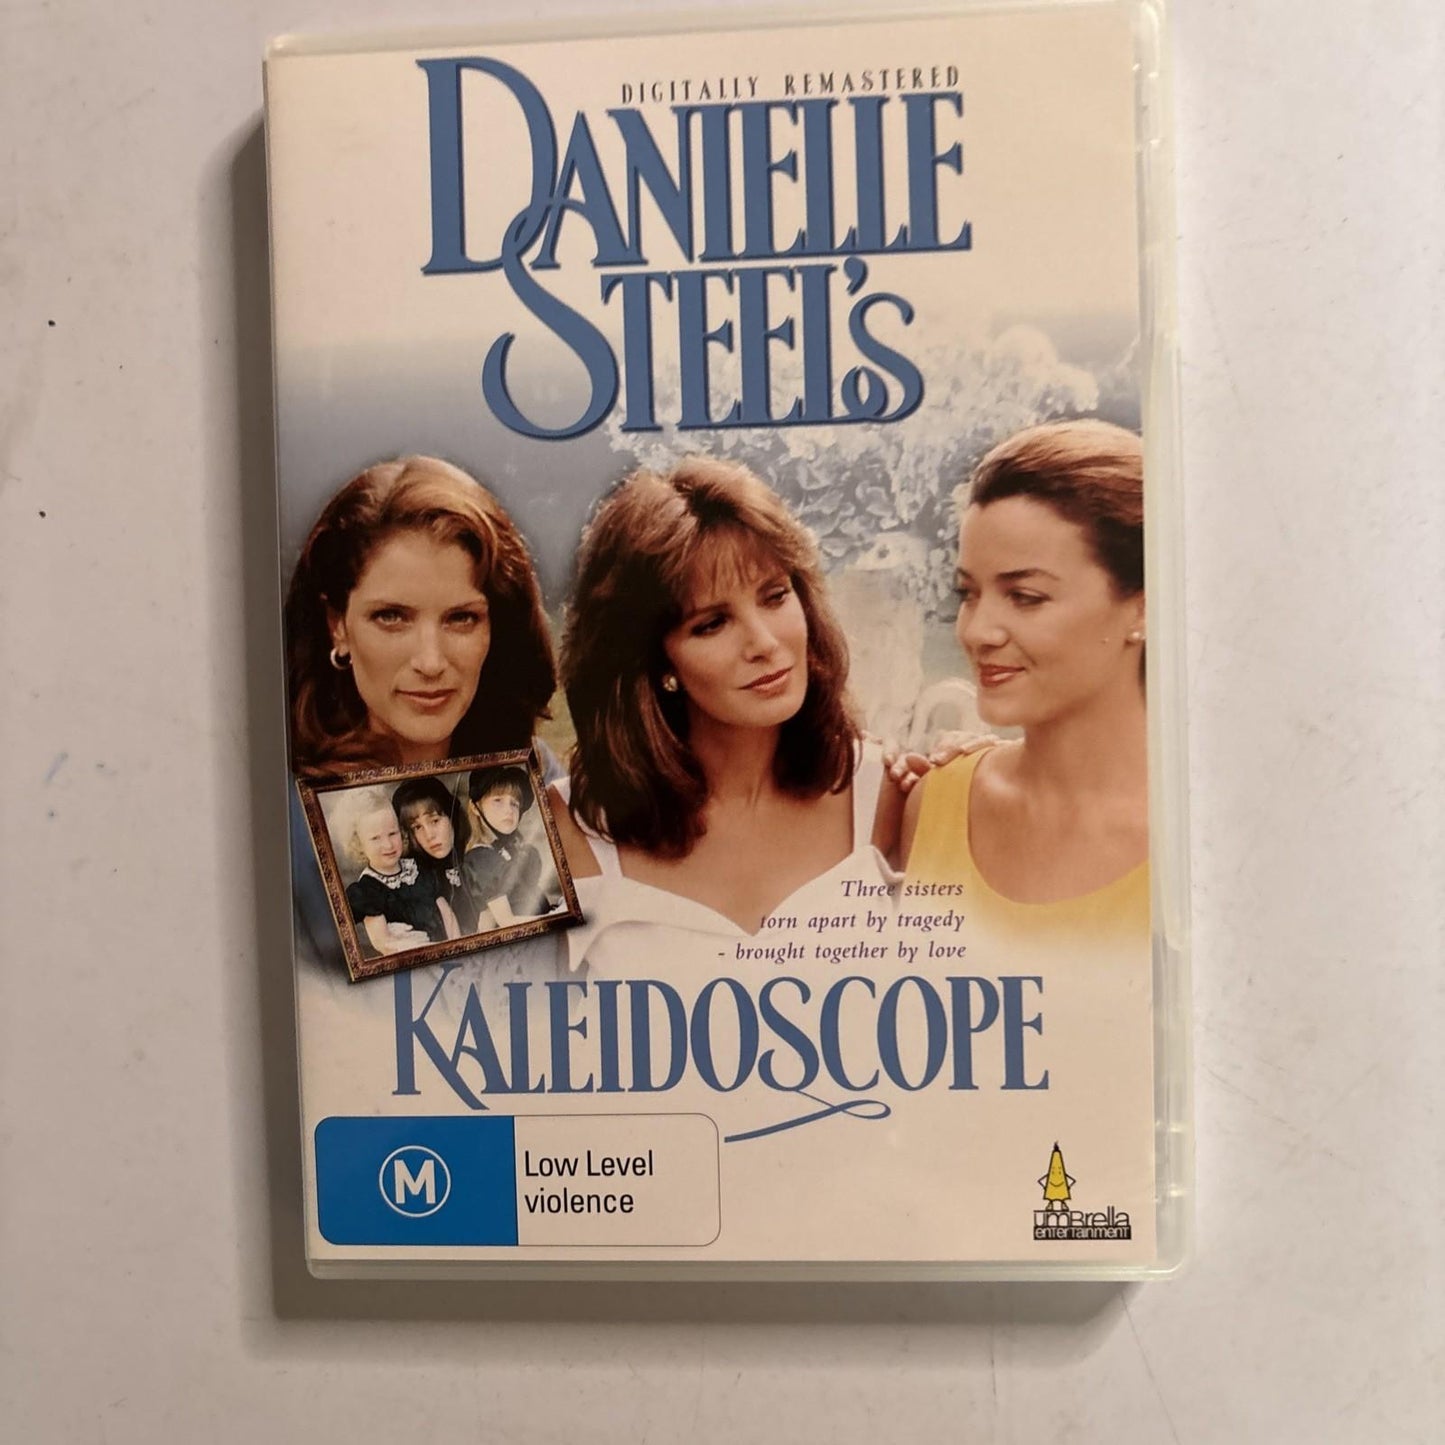 DIGITALLY REMASTERED
DANIELLE
STEEL'S
Three sisters
torn apart by tragedy
- brought together by love
KALEIDOSCOPE
M
Low Level
violence
umbrella
entertainment